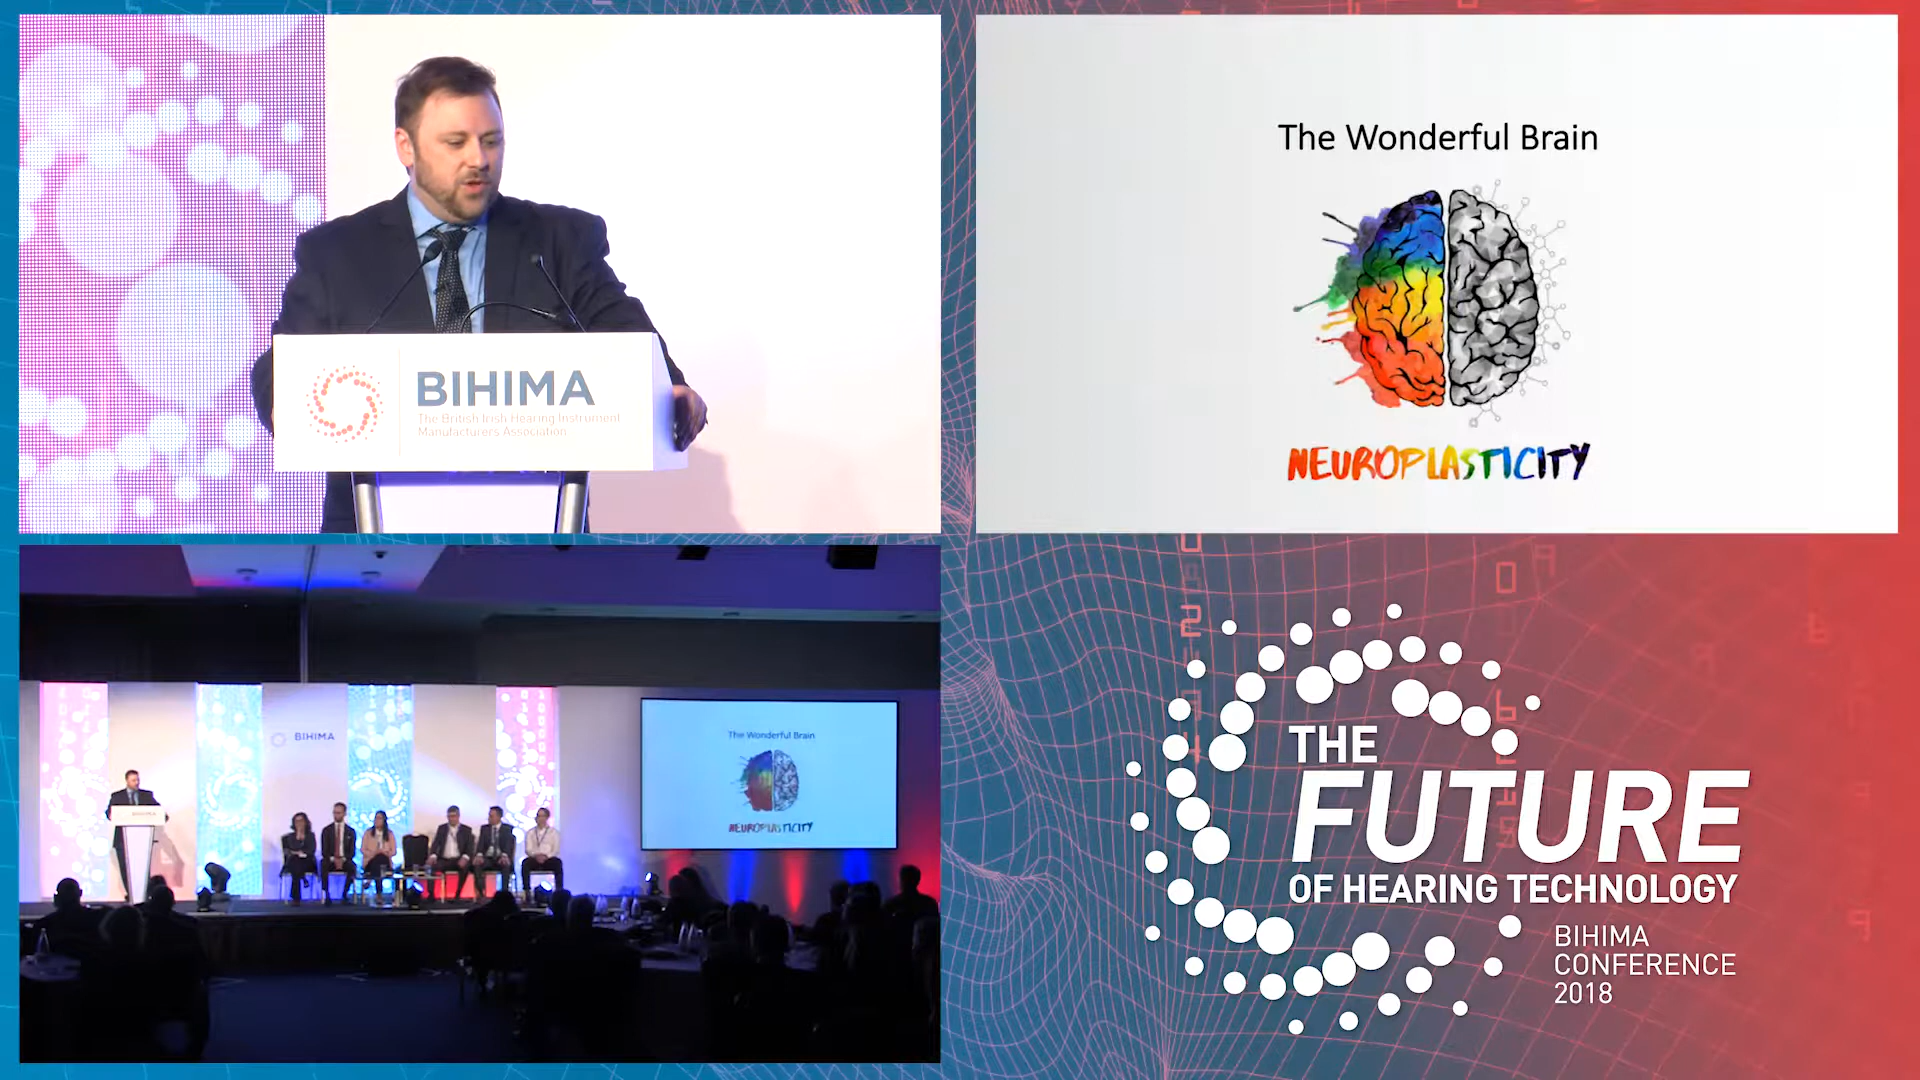 BIHIMA
The British Irish Hearing Instrument
Manufacturers Association
The Wonderful Brain
NEUROPLASTICITY
BIHIMA
The Wonderful Brain
NEUROPLASTICITY
THE
FUTURE
OF HEARING TECHNOLOGY
BIHIMA
CONFERENCE
2018